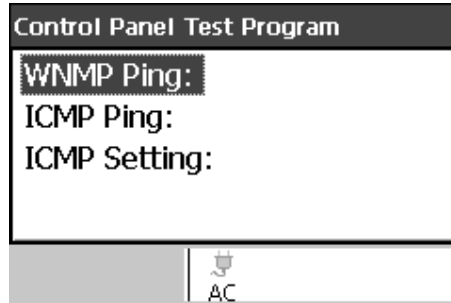 Control Panel Test Program
WNMP Ping:
ICMP Ping:
ICMP Setting:
AC